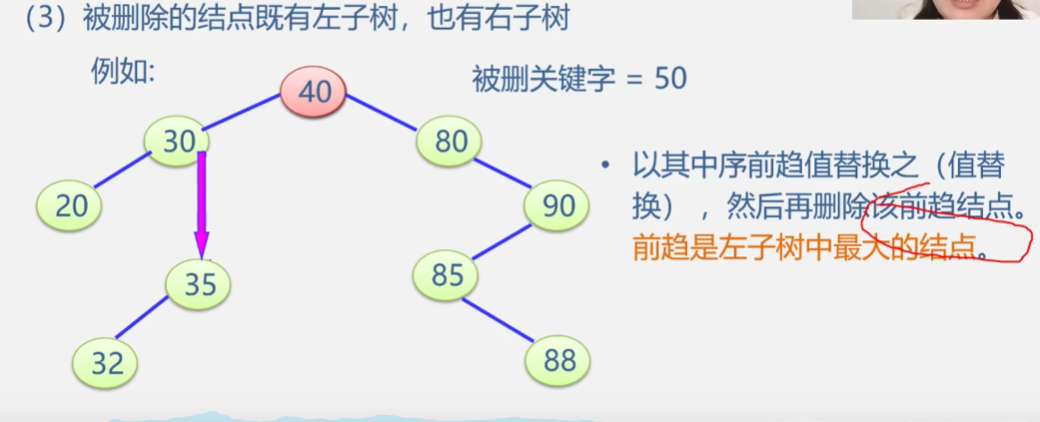 （3）被删除的结点既有左子树，也有右子树
例如:
被删关键字 = 50
40
30
80
20
90
35
85
32
88
• 以其中序前趋值替换之（值替
换），然后再删除该前趋结点。
前趋是左子树中最大的结点。